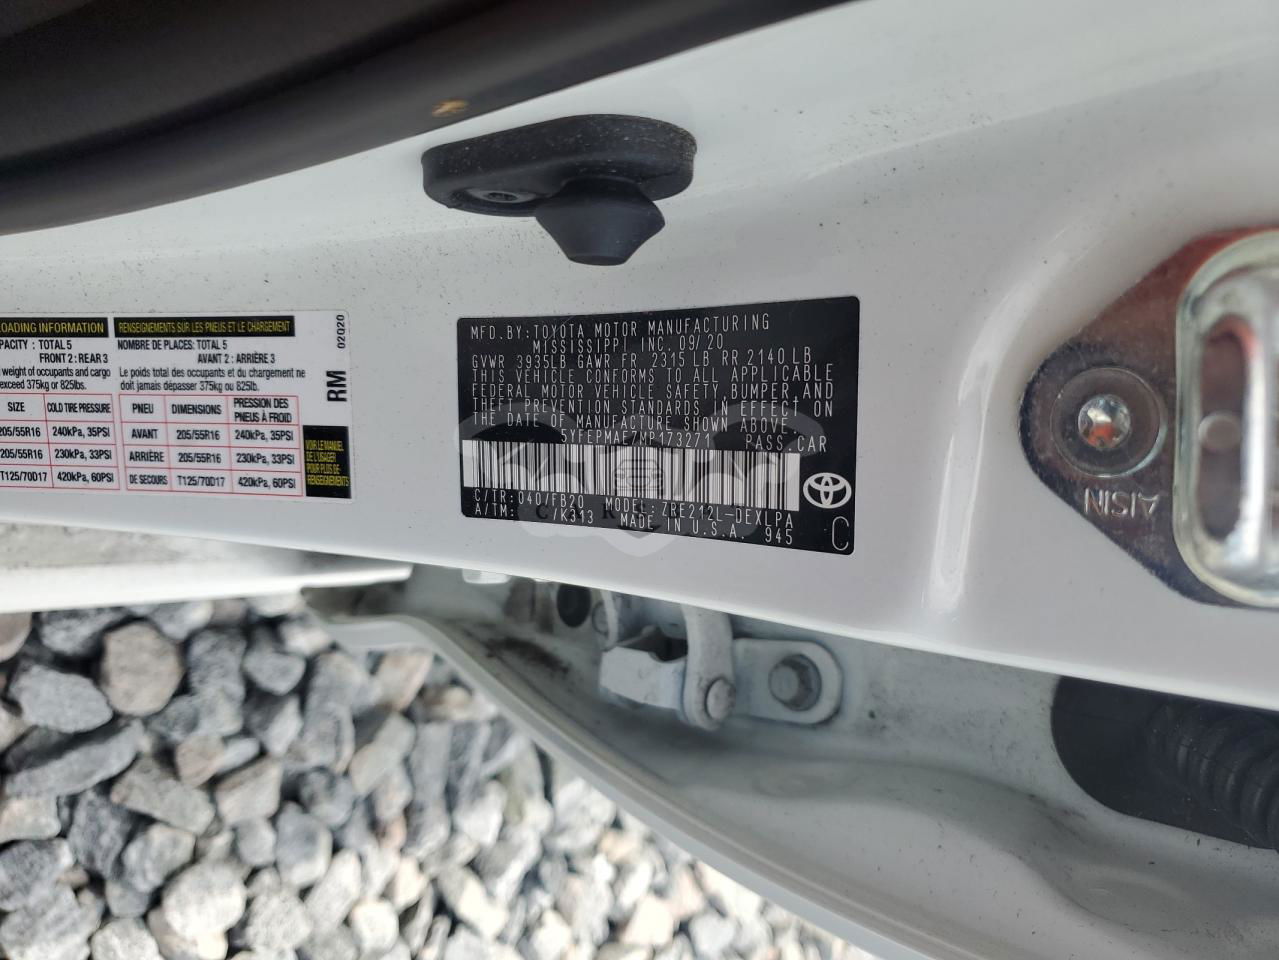 LOADING INFORMATION
CAPACITY : TOTAL 5
FRONT 2 : REAR 3
weight of occupants and cargo
exceed 375kg or 825lb.
SIZE COLD TIRE PRESSURE
205/55R16 240kPa, 35PSI
205/55R16 230kPa, 33PSI
T125/70D17 420kPa, 60PSI
RENSEIGNEMENTS SUR LES PNEUS ET LE CHARGEMENT
NOMBRE DE PLACES: TOTAL 5
AVANT 2 : ARRIÈRE 3
Le poids total des occupants et du chargement ne
doit jamais dépasser 375kg ou 825lb.
PNEU DIMENSIONS PRESSION DES PNEUS À FROID
AVANT 205/55R16 240kPa, 35PSI
ARRIÈRE 205/55R16 230kPa, 33PSI
DE SECOURS T125/70D17 420kPa, 60PSI
VOIR LE MANUEL
DE L'USAGER
POUR PLUS DE
RENSEIGNEMENTS
RM
02020
MFD. BY: TOYOTA MOTOR MANUFACTURING
MISSISSIPPI INC. 09/20
GVWR 3935LB GAWR FR 2315 LB RR 2140 LB
THIS VEHICLE CONFORMS TO ALL APPLICABLE
FEDERAL MOTOR VEHICLE SAFETY, BUMPER, AND
THEFT PREVENTION STANDARDS IN EFFECT ON
THE DATE OF MANUFACTURE SHOWN ABOVE.
5YFEPMAE7MP173271 PASS. CAR
C/TR: 040/FB20 MODEL: ZRE212L-DEXLPA
A/TM: /K313 MADE IN U.S.A. 945
C
AISIN